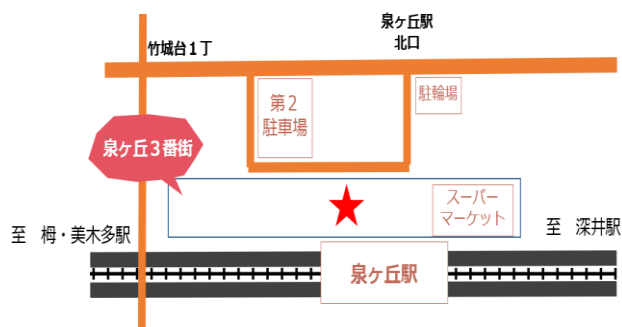 泉ヶ丘駅
北口
竹城台１丁
第２
駐車場
駐輪場
泉ヶ丘３番街
スーパー
マーケット
至　栂・美木多駅
至　深井駅
泉ヶ丘駅